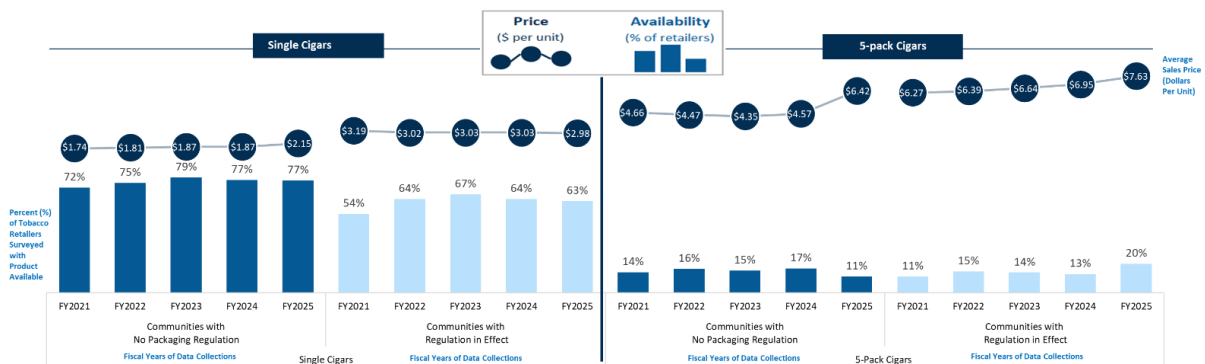 Single Cigars
Price
($ per unit)
Availability
(% of retailers)
5-pack Cigars
Average
Sales Price
(Dollars
Per Unit)
$1.74 $1.81 $1.87 $1.87 $2.15
$3.19 $3.02 $3.03 $3.03 $2.98
$4.66 $4.47 $4.35 $4.57 $6.42
$6.27 $6.39 $6.64 $6.95 $7.63
Percent (%)
of Tobacco
Retailers
Surveyed
with
Product
Available
72% 75% 79% 77% 77%
54% 64% 67% 64% 63%
14% 16% 15% 17% 11%
11% 15% 14% 13% 20%
FY2021 FY2022 FY2023 FY2024 FY2025
FY2021 FY2022 FY2023 FY2024 FY2025
FY2021 FY2022 FY2023 FY2024 FY2025
FY2021 FY2022 FY2023 FY2024 FY2025
Communities with
No Packaging Regulation
Communities with
Regulation in Effect
Communities with
No Packaging Regulation
Communities with
Regulation in Effect
Fiscal Years of Data Collections
Single Cigars
Fiscal Years of Data Collections
Fiscal Years of Data Collections
5-Pack Cigars
Fiscal Years of Data Collections